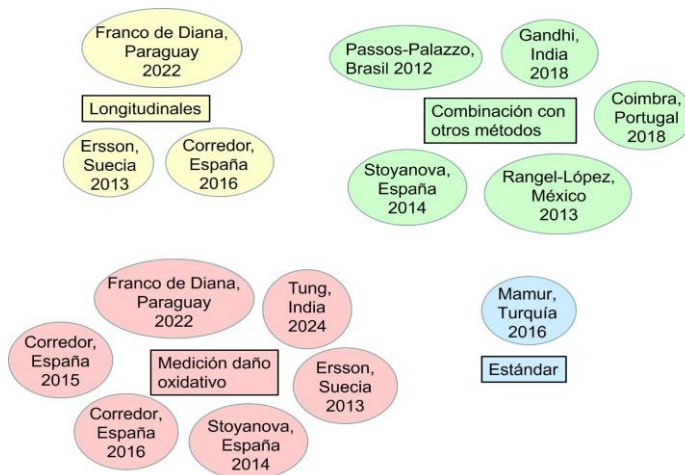 Franco de Diana,
Paraguay
2022
Longitudinales
Ersson,
Suecia
2013
Corredor,
España
2016
Passos-Palazzo,
Brasil 2012
Gandhi,
India
2018
Combinación con
otros métodos
Coimbra,
Portugal
2018
Stoyanova,
España
2014
Rangel-López,
México
2013
Franco de Diana,
Paraguay
2022
Tung,
India
2024
Corredor,
España
2015
Medición daño
oxidativo
Ersson,
Suecia
2013
Corredor,
España
2016
Stoyanova,
España
2014
Mamur,
Turquía
2016
Estándar